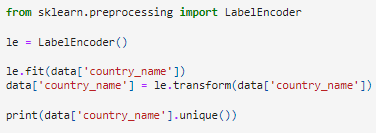 from sklearn.preprocessing import LabelEncoder
le = LabelEncoder()
le.fit(data['country_name'])
data['country_name'] = le.transform(data['country_name'])
print(data['country_name'].unique())